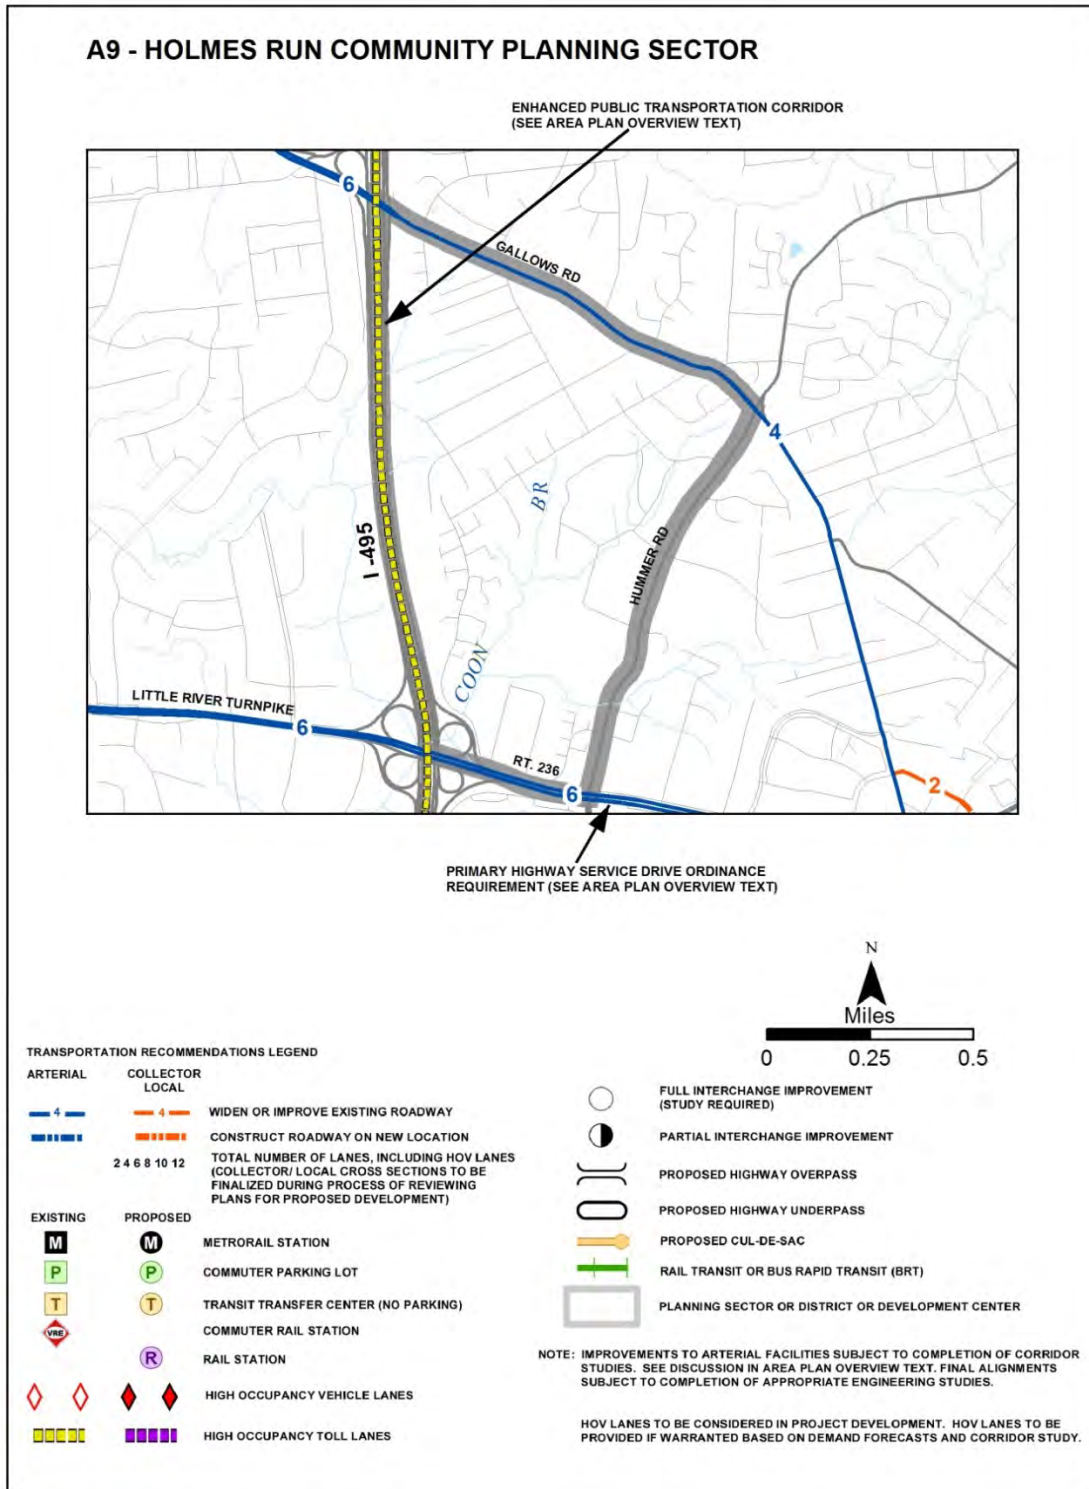 A9 - HOLMES RUN COMMUNITY PLANNING SECTOR
ENHANCED PUBLIC TRANSPORTATION CORRIDOR
(SEE AREA PLAN OVERVIEW TEXT)
6
GALLOWS RD
4
BR
I -495
HUMMER RD
COON
LITTLE RIVER TURNPIKE
6
RT. 236
6
2
PRIMARY HIGHWAY SERVICE DRIVE ORDINANCE
REQUIREMENT (SEE AREA PLAN OVERVIEW TEXT)
N
Miles
0 0.25 0.5
TRANSPORTATION RECOMMENDATIONS LEGEND
ARTERIAL COLLECTOR
LOCAL
4 4 WIDEN OR IMPROVE EXISTING ROADWAY
CONSTRUCT ROADWAY ON NEW LOCATION
2 4 6 8 10 12 TOTAL NUMBER OF LANES, INCLUDING HOV LANES
(COLLECTOR/ LOCAL CROSS SECTIONS TO BE
FINALIZED DURING PROCESS OF REVIEWING
PLANS FOR PROPOSED DEVELOPMENT)
EXISTING PROPOSED
M M METRORAIL STATION
P P COMMUTER PARKING LOT
T T TRANSIT TRANSFER CENTER (NO PARKING)
VRE COMMUTER RAIL STATION
R RAIL STATION
HIGH OCCUPANCY VEHICLE LANES
HIGH OCCUPANCY TOLL LANES
FULL INTERCHANGE IMPROVEMENT
(STUDY REQUIRED)
PARTIAL INTERCHANGE IMPROVEMENT
PROPOSED HIGHWAY OVERPASS
PROPOSED HIGHWAY UNDERPASS
PROPOSED CUL-DE-SAC
RAIL TRANSIT OR BUS RAPID TRANSIT (BRT)
PLANNING SECTOR OR DISTRICT OR DEVELOPMENT CENTER
NOTE: IMPROVEMENTS TO ARTERIAL FACILITIES SUBJECT TO COMPLETION OF CORRIDOR
STUDIES. SEE DISCUSSION IN AREA PLAN OVERVIEW TEXT. FINAL ALIGNMENTS
SUBJECT TO COMPLETION OF APPROPRIATE ENGINEERING STUDIES.
HOV LANES TO BE CONSIDERED IN PROJECT DEVELOPMENT. HOV LANES TO BE
PROVIDED IF WARRANTED BASED ON DEMAND FORECASTS AND CORRIDOR STUDY.